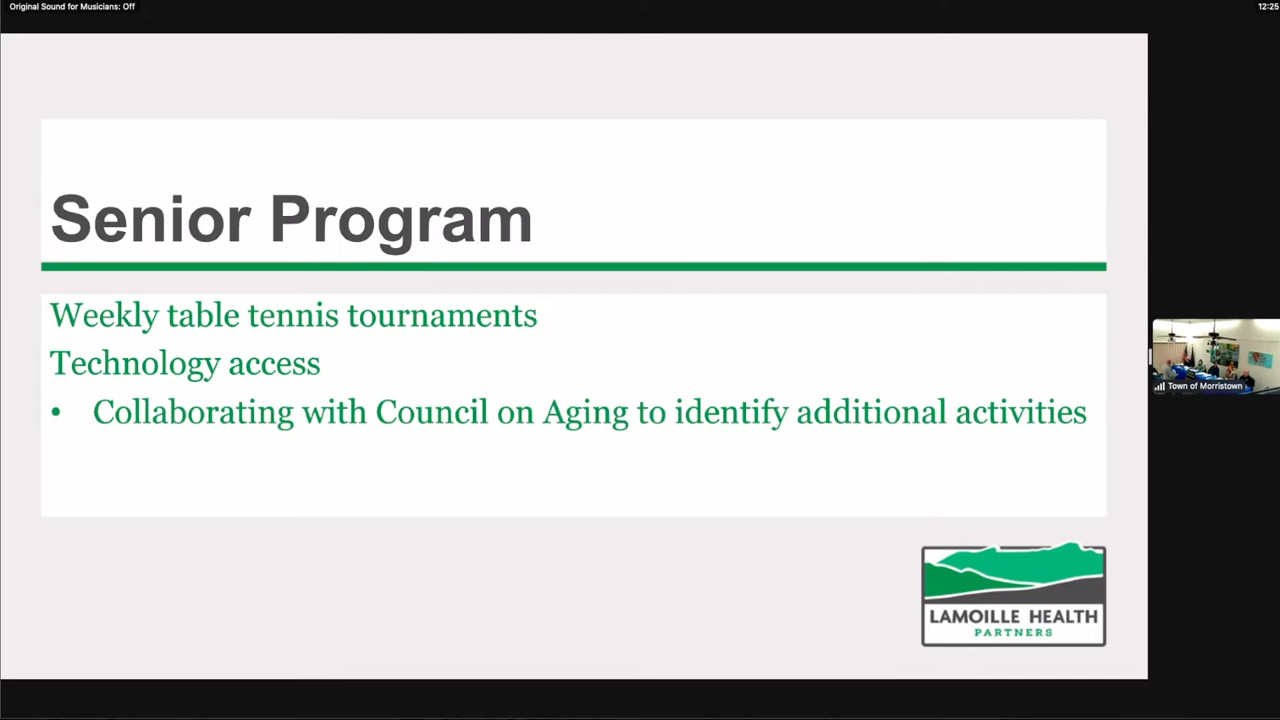 Original Sound for Musicians: Off
12:25
Senior Program
Weekly table tennis tournaments
Technology access
• Collaborating with Council on Aging to identify additional activities
Town of Morristown
LAMOILLE HEALTH
PARTNERS